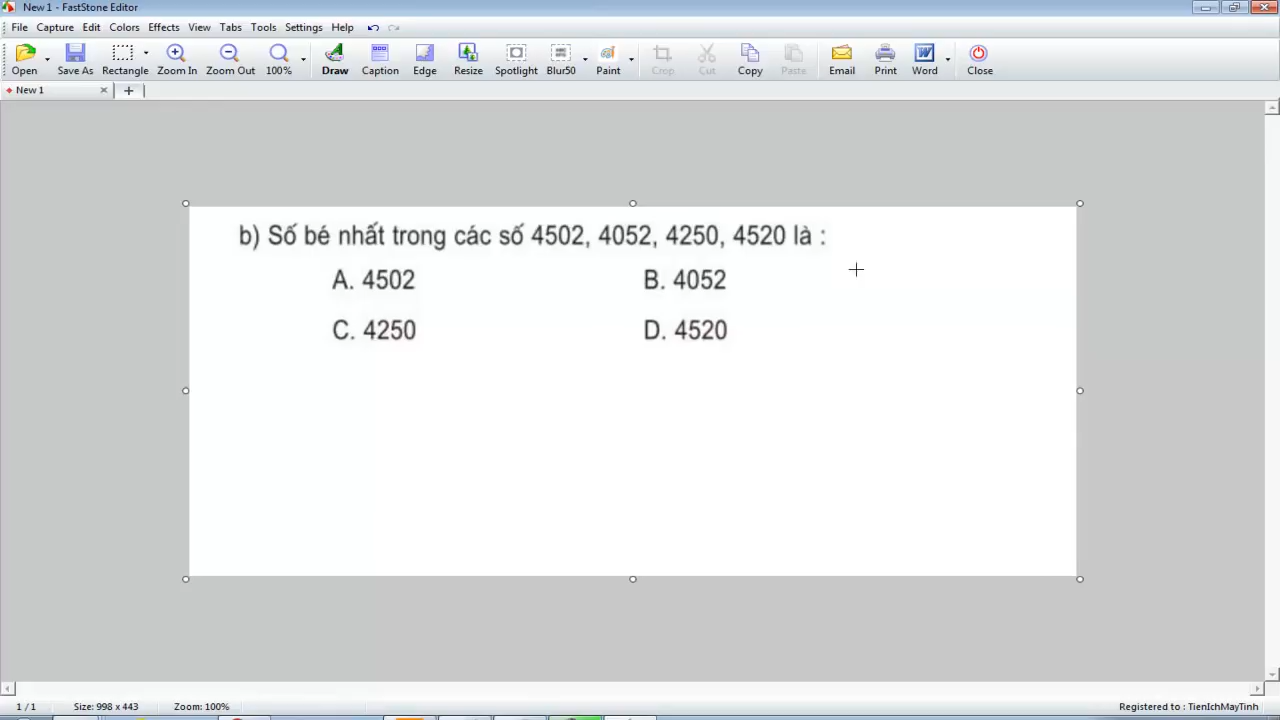 New 1 - FastStone Editor
File Capture Edit Colors Effects View Tabs Tools Settings Help
Open Save As Rectangle Zoom In Zoom Out 100% Draw Caption Edge Resize Spotlight Blur50 Paint Crop Cut Copy Paste Email Print Word Close
New 1
b) Số bé nhất trong các số 4502, 4052, 4250, 4520 là :
A. 4502 B. 4052
C. 4250 D. 4520
1 / 1 Size: 998 x 443 Zoom: 100% Registered to : TienIchMayTinh